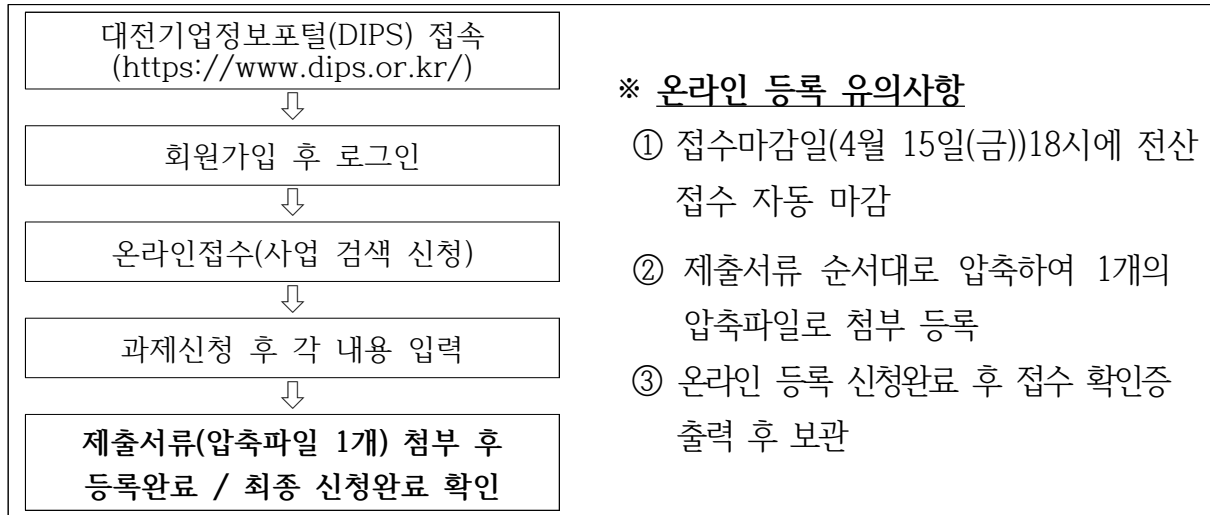 대전기업정보포털(DIPS) 접속
(https://www.dips.or.kr/)
⇩
회원가입 후 로그인
⇩
온라인접수(사업 검색 신청)
⇩
과제신청 후 각 내용 입력
⇩
제출서류(압축파일 1개) 첨부 후
등록완료 / 최종 신청완료 확인
※ 온라인 등록 유의사항
① 접수마감일(4월 15일(금))18시에 전산
접수 자동 마감
② 제출서류 순서대로 압축하여 1개의
압축파일로 첨부 등록
③ 온라인 등록 신청완료 후 접수 확인증
출력 후 보관